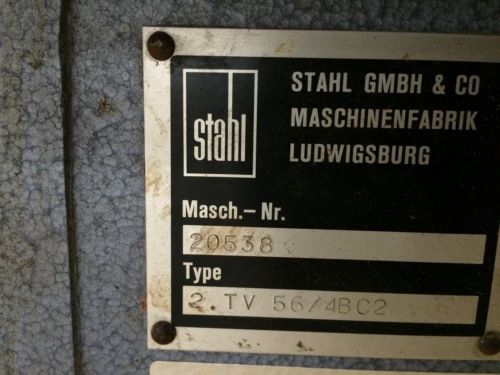 stahl
STAHL GMBH & CO
MASCHINENFABRIK
LUDWIGSBURG
Masch.-Nr.
20538
Type
2.TV 56/4BC2